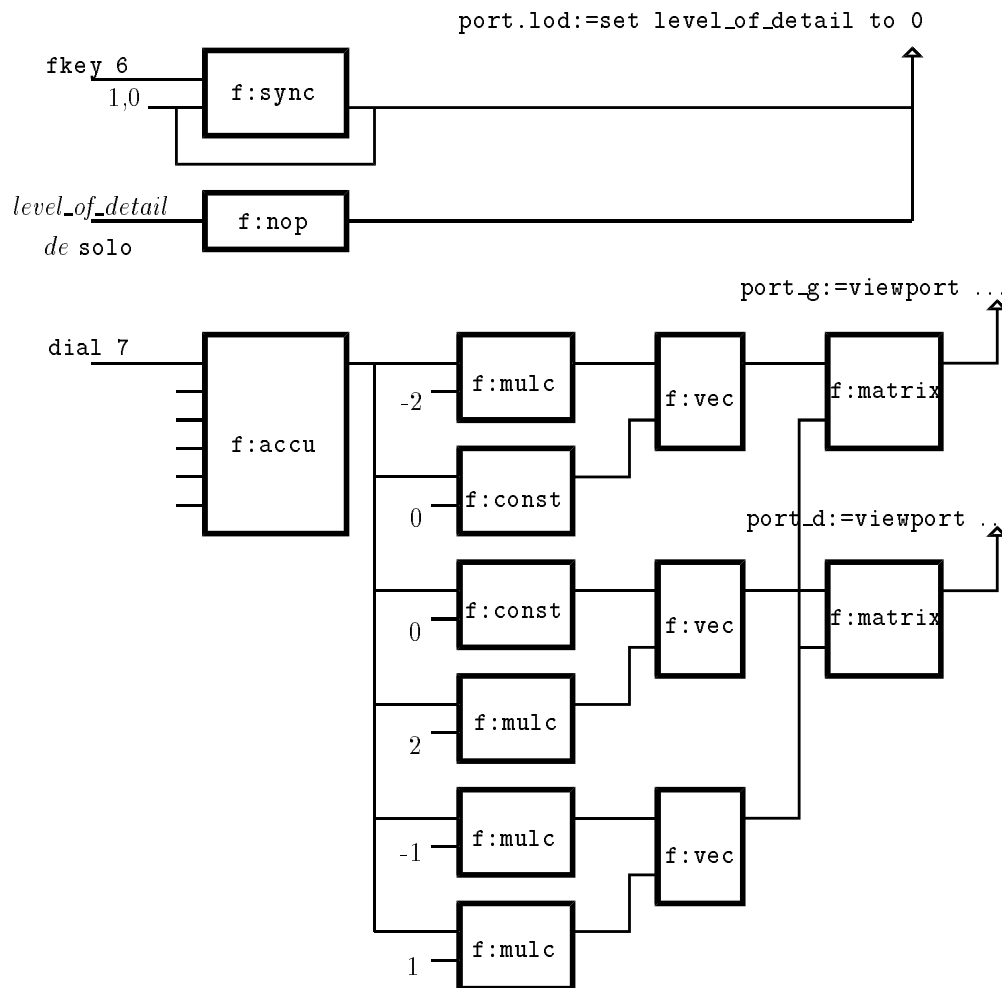 port.lod:=set level_of_detail to 0
fkey 6
1,0
f:sync
level_of_detail
de solo
f:nop
port_g:=viewport ...
dial 7
f:accu
-2
f:mulc
f:vec
f:matrix
0
f:const
port_d:=viewport ..
0
f:const
f:vec
f:matrix
2
f:mulc
-1
f:mulc
f:vec
1
f:mulc